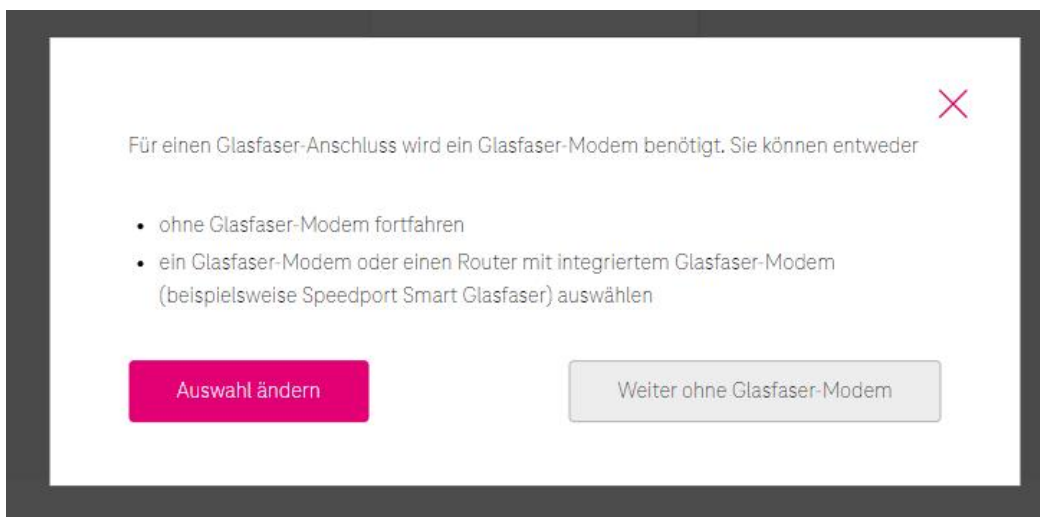 Für einen Glasfaser-Anschluss wird ein Glasfaser-Modem benötigt. Sie können entweder
• ohne Glasfaser-Modem fortfahren
• ein Glasfaser-Modem oder einen Router mit integriertem Glasfaser-Modem
(beispielsweise Speedport Smart Glasfaser) auswählen
Auswahl ändern
Weiter ohne Glasfaser-Modem